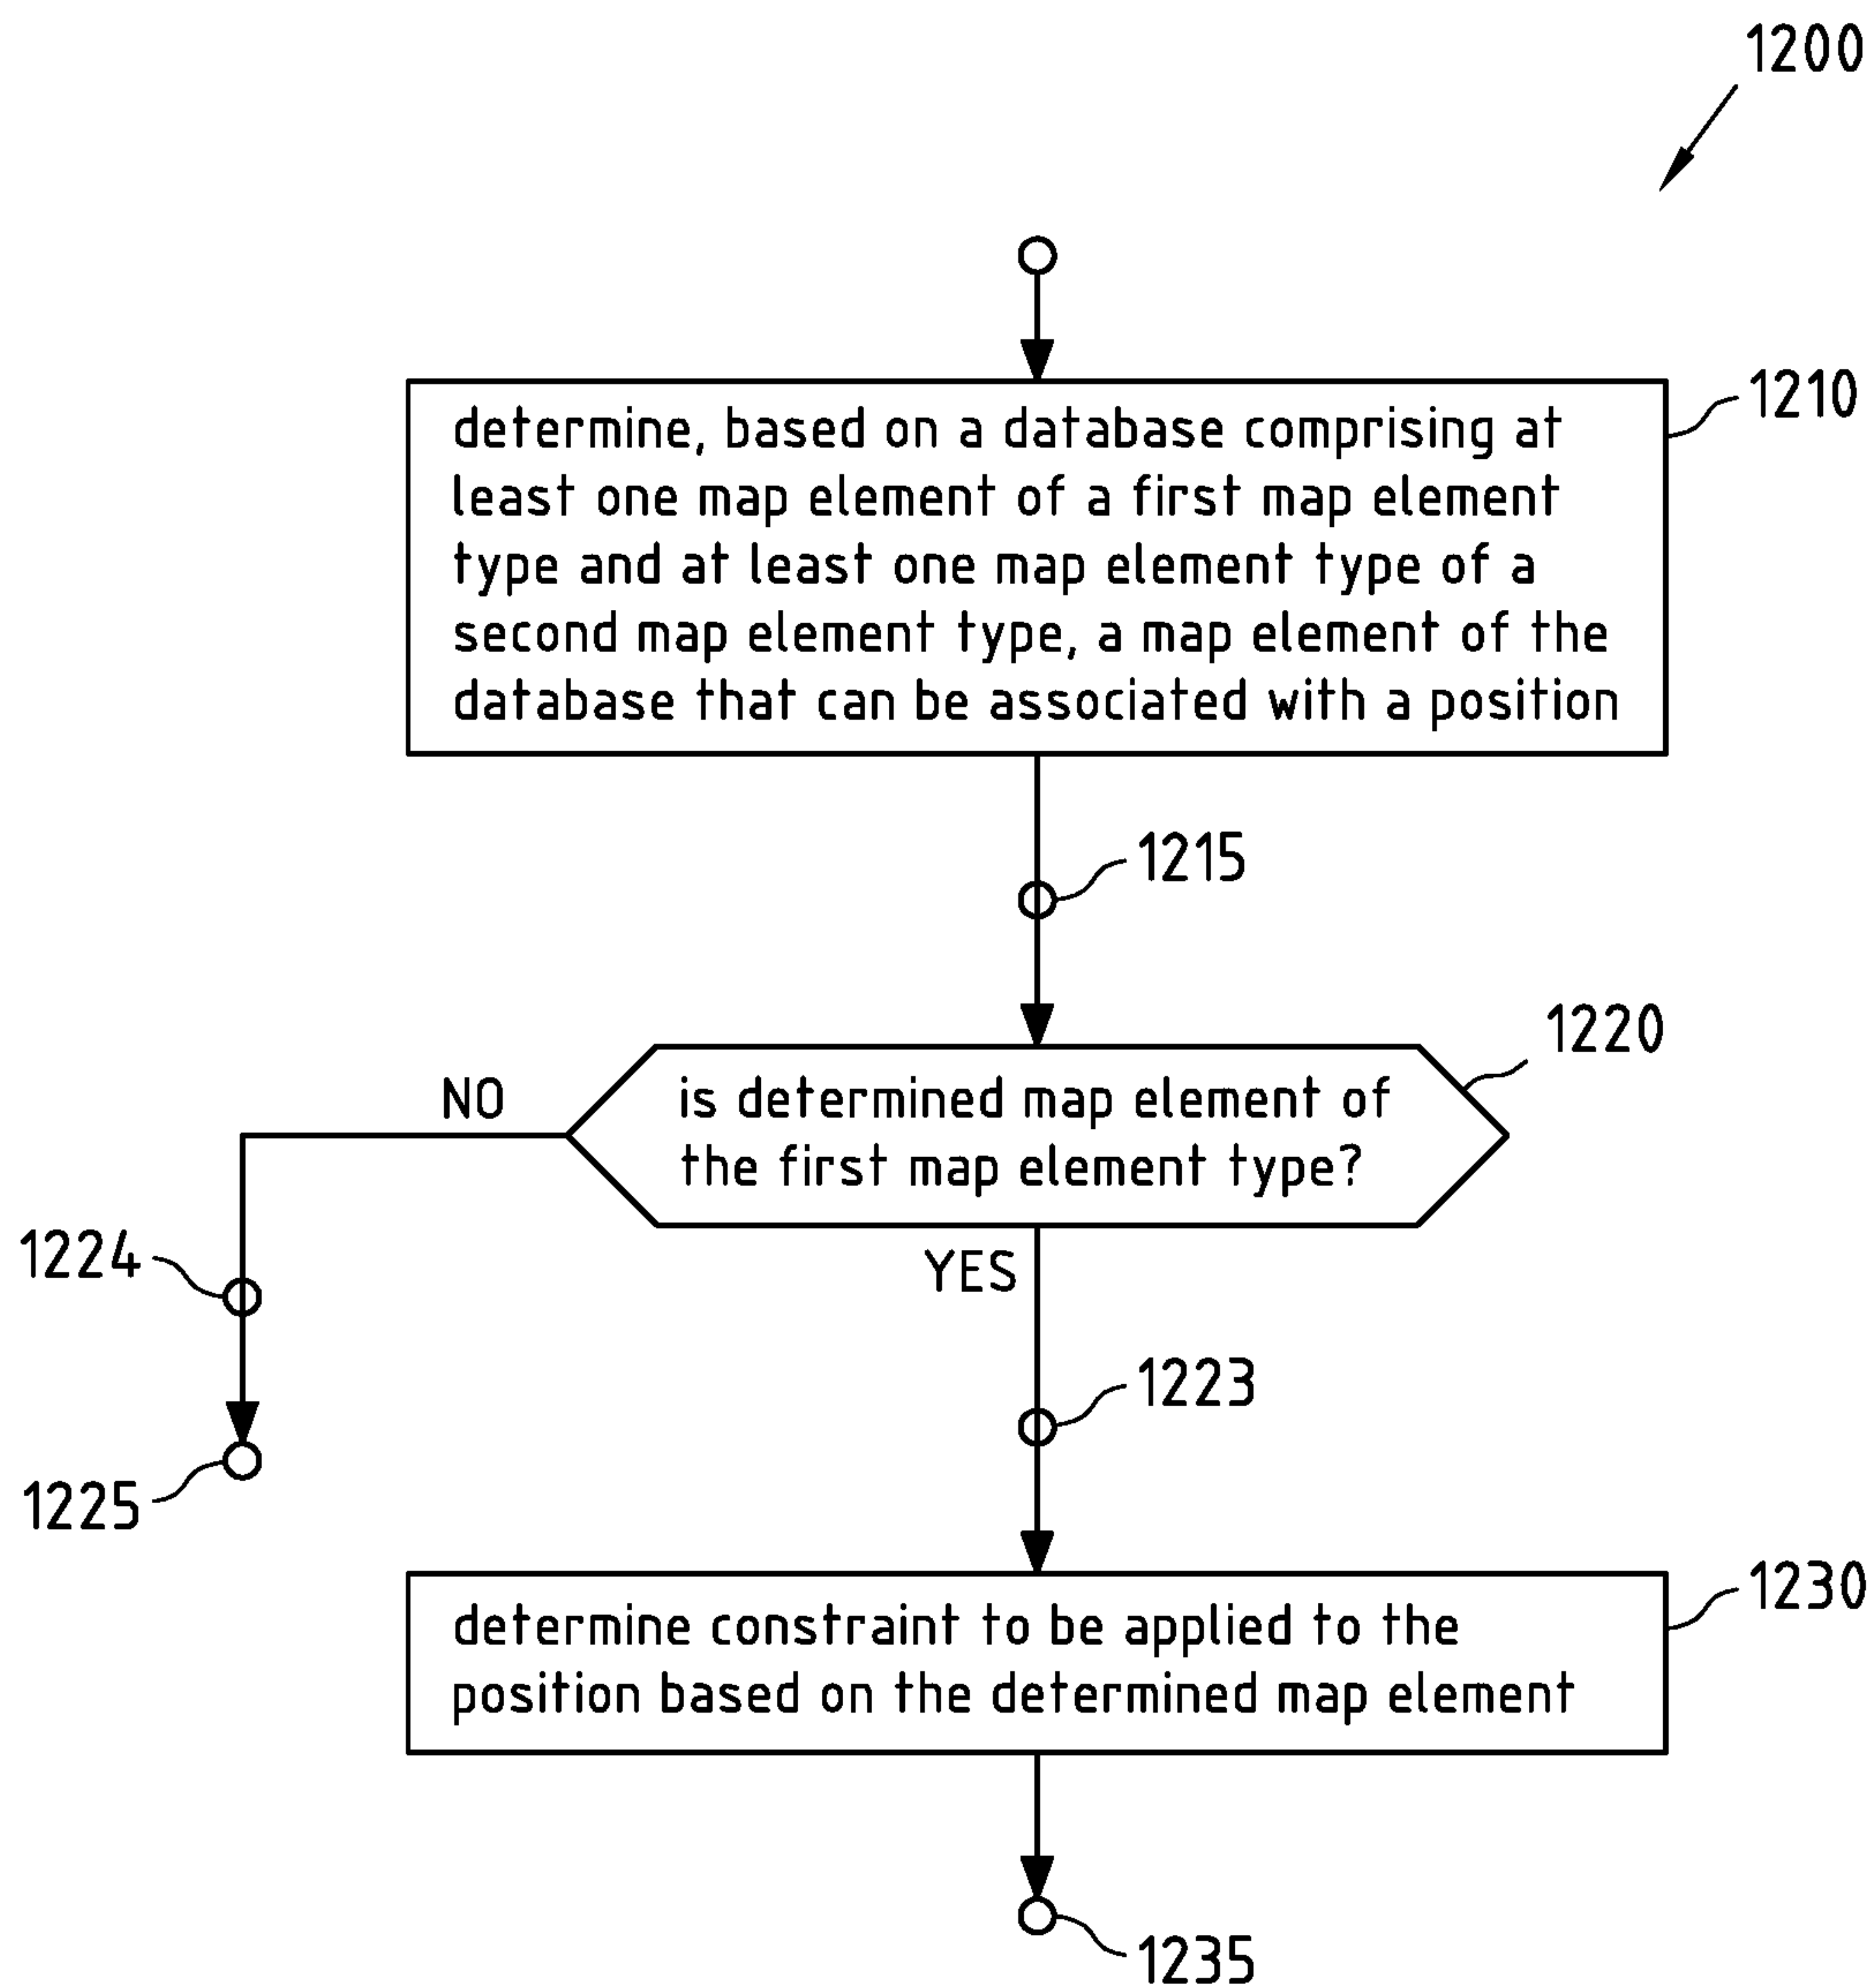 1200
determine, based on a database comprising at
least one map element of a first map element
type and at least one map element type of a
second map element type, a map element of the
database that can be associated with a position
1210
1215
1220
is determined map element of
the first map element type?
NO
YES
1224
1223
1225
determine constraint to be applied to the
position based on the determined map element
1230
1235